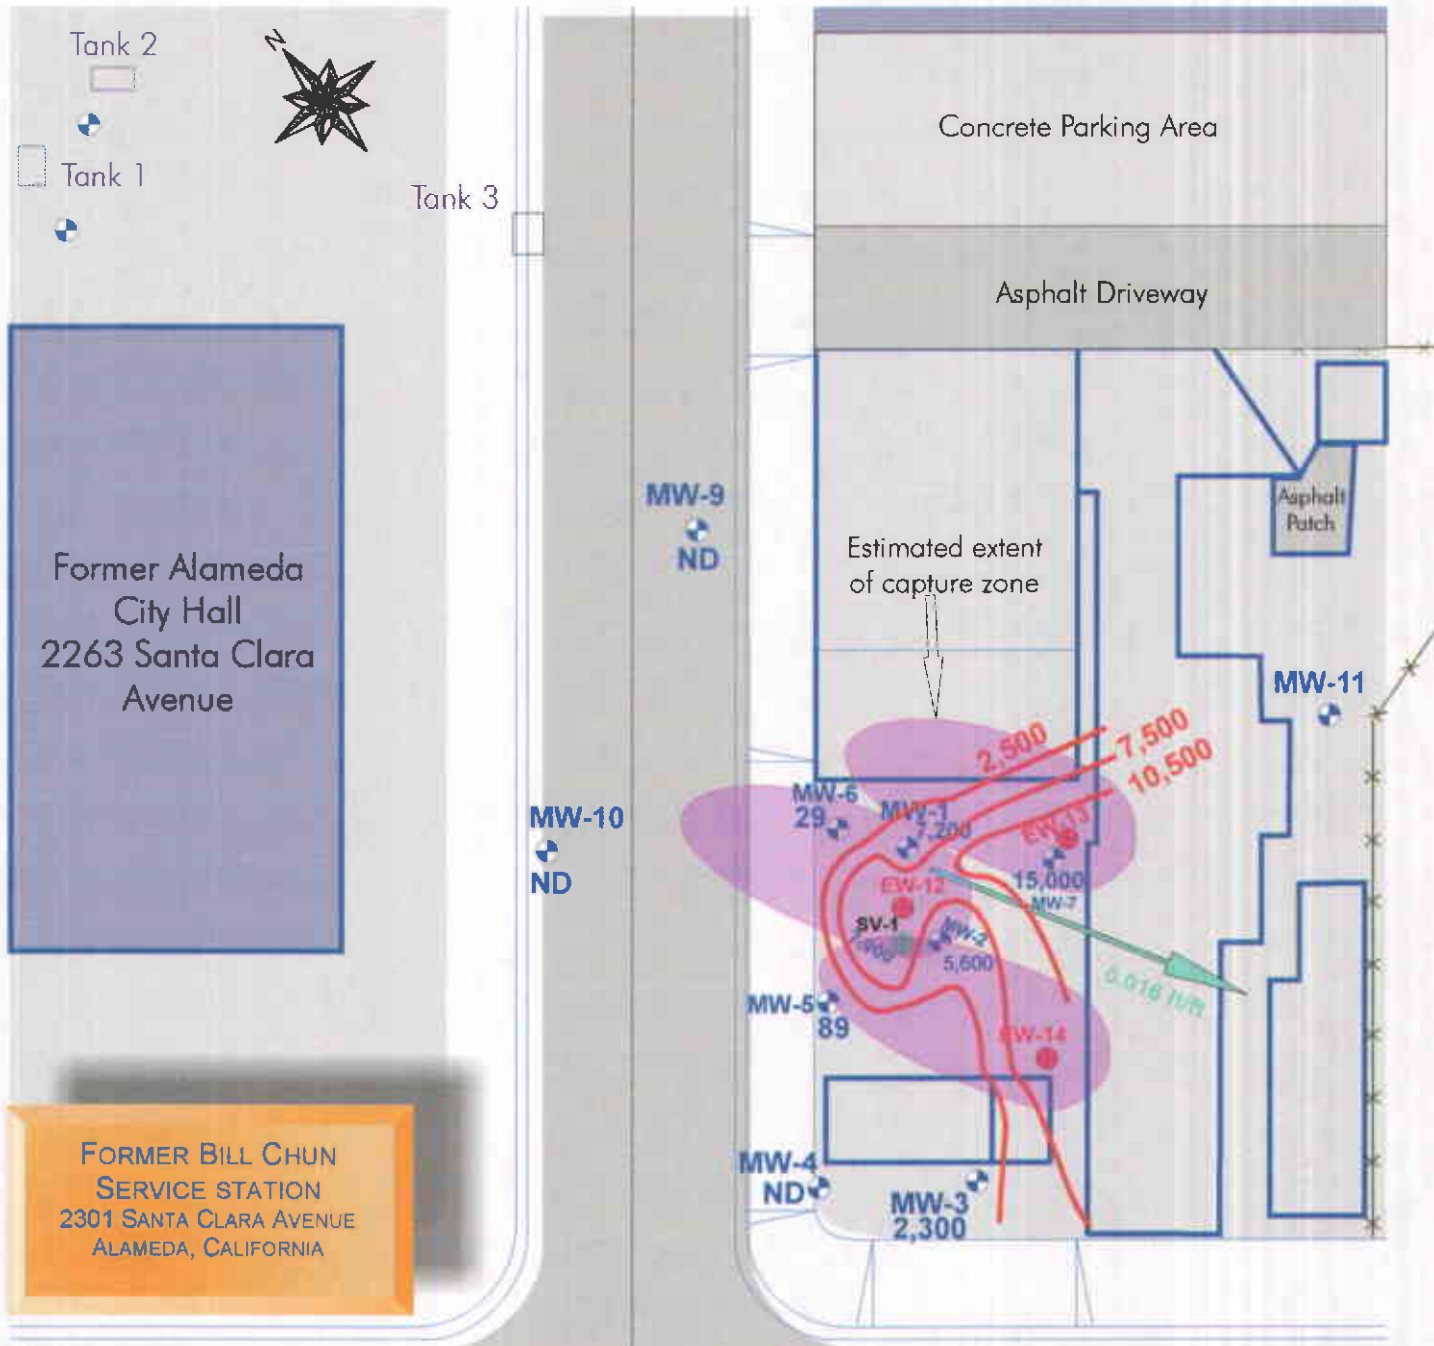 N
Tank 2
Tank 1
Tank 3
Concrete Parking Area
Asphalt Driveway
Asphalt
Patch
MW-9
ND
Estimated extent
of capture zone
Former Alameda
City Hall
2263 Santa Clara
Avenue
MW-11
2,500
7,500
10,500
MW-6
29
MW-1
7,200
EW-13
MW-10
ND
15,000
MW-7
EW-12
SV-1
MW-2
5,600
0.016 ft/ft
MW-5
89
EW-14
FORMER BILL CHUN
SERVICE STATION
2301 SANTA CLARA AVENUE
ALAMEDA, CALIFORNIA
MW-4
ND
MW-3
2,300